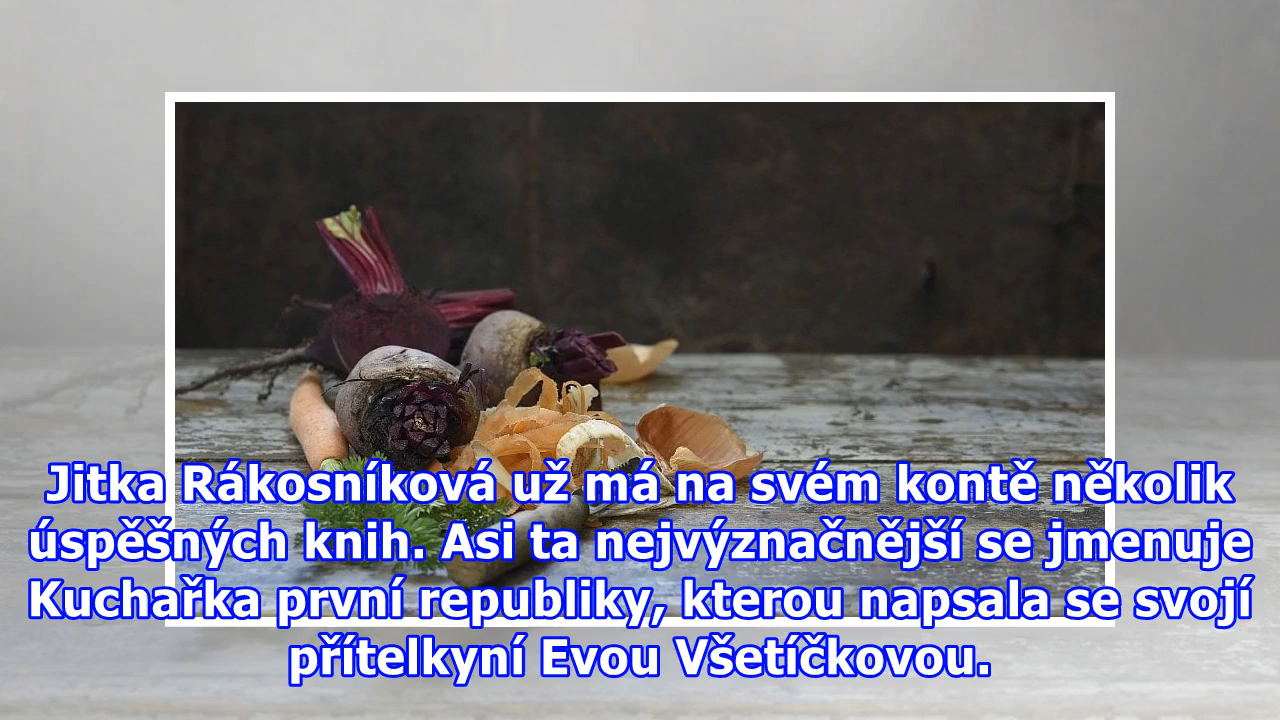 Jitka Rákosníková už má na svém kontě několik
úspěšných knih. Asi ta nejvýznačnější se jmenuje
Kuchařka první republiky, kterou napsala se svojí
přítelkyní Evou Všetíčkovou.